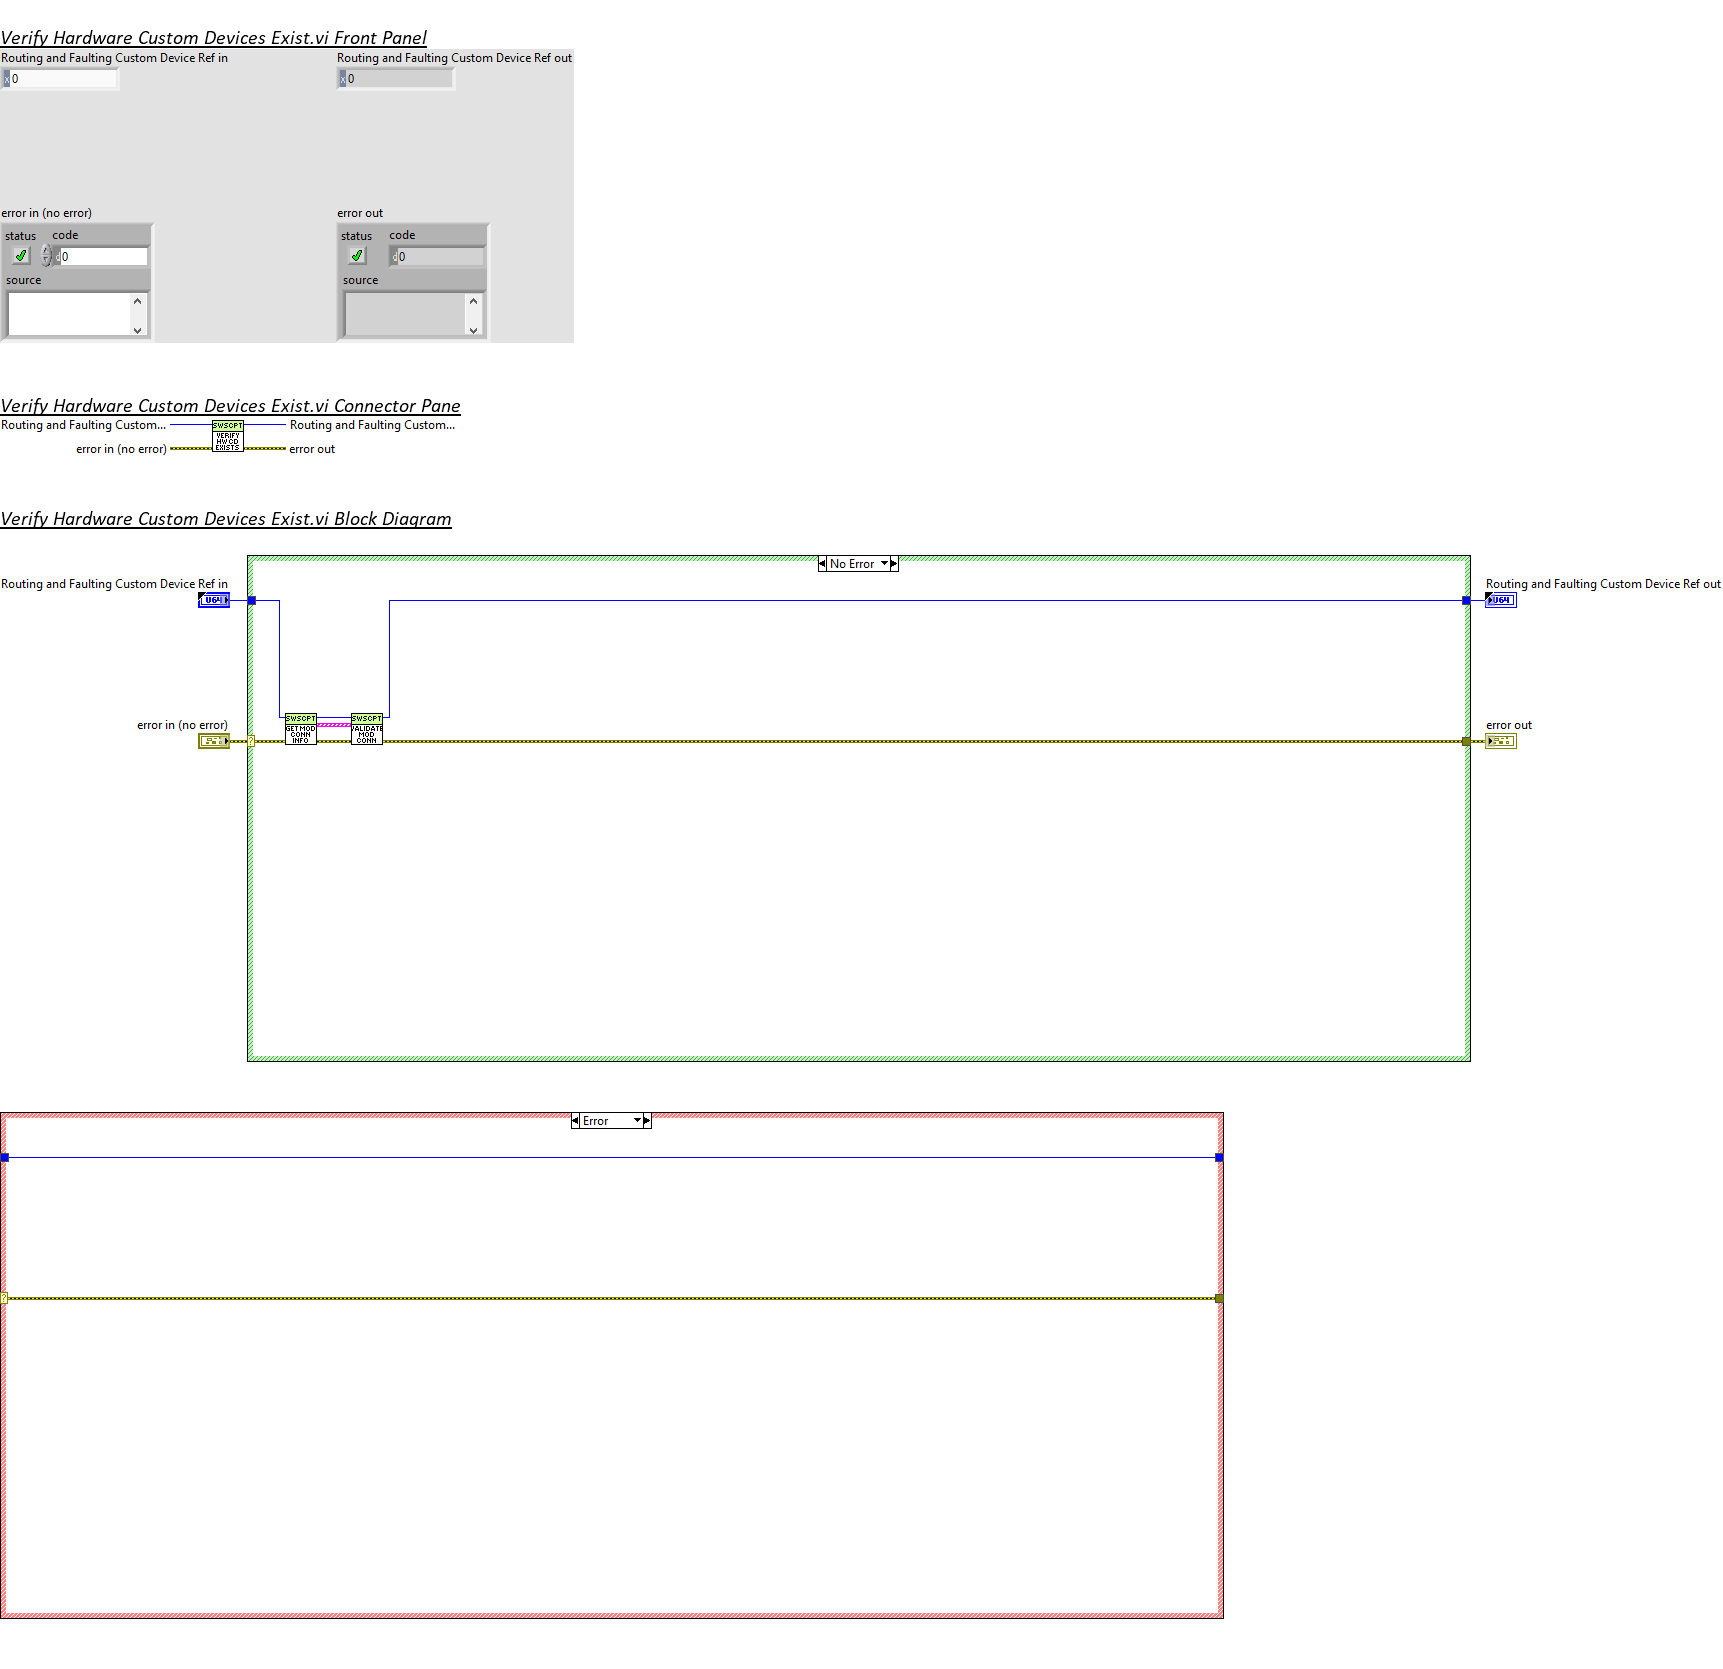 Verify Hardware Custom Devices Exist.vi Front Panel
Routing and Faulting Custom Device Ref in
Routing and Faulting Custom Device Ref out
x 0
x 0
error in (no error)
error out
status code
status code
d 0
d 0
source
source
Verify Hardware Custom Devices Exist.vi Connector Pane
Routing and Faulting Custom...
SWSCPT
VERIFY
HW CD
EXISTS
Routing and Faulting Custom...
error in (no error)
error out
Verify Hardware Custom Devices Exist.vi Block Diagram
No Error
Routing and Faulting Custom Device Ref in
U64
Routing and Faulting Custom Device Ref out
U64
error in (no error)
?
SWSCPT
GET MOD
CONN
INFO
SWSCPT
VALIDATE
MOD
CONN
error out
Error
?